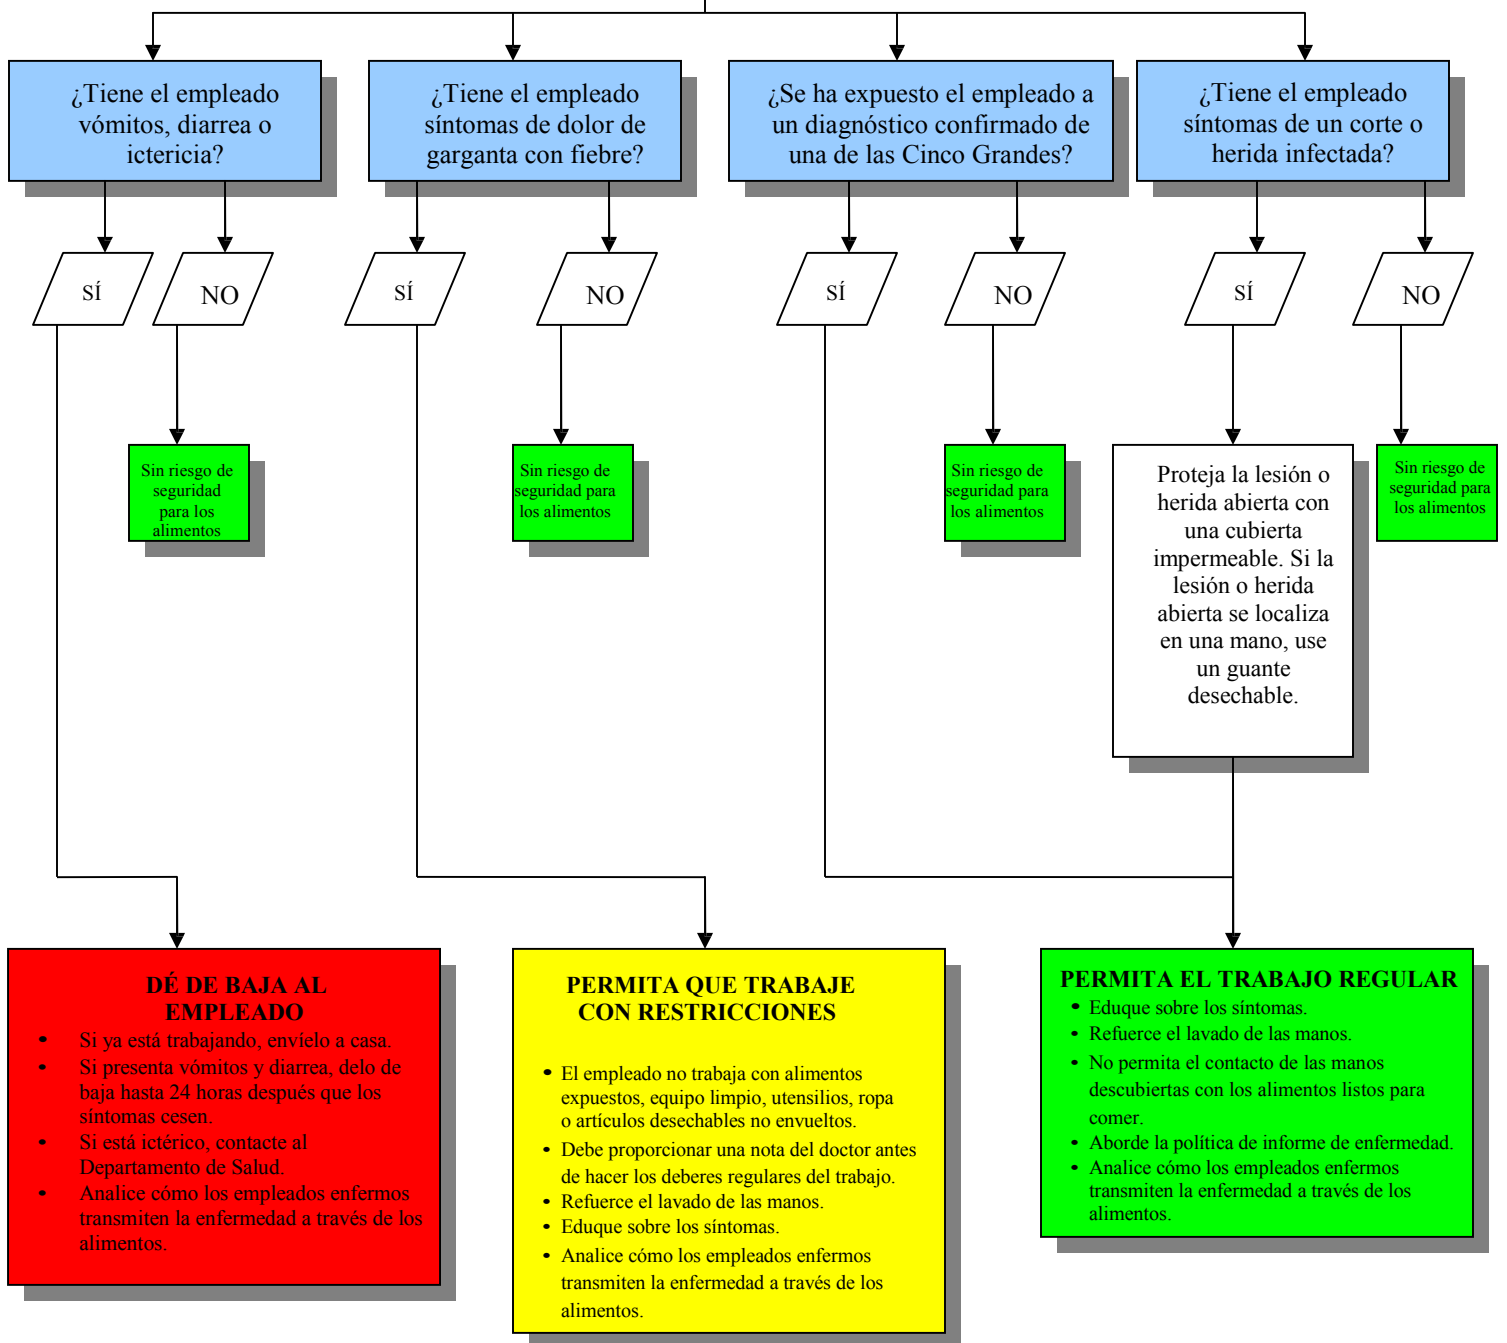 ¿Tiene el empleado
vómitos, diarrea o
ictericia?
¿Tiene el empleado
síntomas de dolor de
garganta con fiebre?
¿Se ha expuesto el empleado a
un diagnóstico confirmado de
una de las Cinco Grandes?
¿Tiene el empleado
síntomas de un corte o
herida infectada?
SÍ
NO
SÍ
NO
SÍ
NO
SÍ
NO
Sin riesgo de
seguridad
para los
alimentos
Sin riesgo de
seguridad para
los alimentos
Sin riesgo de
seguridad para
los alimentos
Proteja la lesión o
herida abierta con
una cubierta
impermeable. Si la
lesión o herida
abierta se localiza
en una mano, use
un guante
desechable.
Sin riesgo de
seguridad para
los alimentos
DÉ DE BAJA AL
EMPLEADO
• Si ya está trabajando, envíelo a casa.
• Si presenta vómitos y diarrea, delo de
baja hasta 24 horas después que los
síntomas cesen.
• Si está ictérico, contacte al
Departamento de Salud.
• Analice cómo los empleados enfermos
transmiten la enfermedad a través de los
alimentos.
PERMITA QUE TRABAJE
CON RESTRICCIONES
• El empleado no trabaja con alimentos
expuestos, equipo limpio, utensilios, ropa
o artículos desechables no envueltos.
• Debe proporcionar una nota del doctor antes
de hacer los deberes regulares del trabajo.
• Refuerce el lavado de las manos.
• Eduque sobre los síntomas.
• Analice cómo los empleados enfermos
transmiten la enfermedad a través de los
alimentos.
PERMITA EL TRABAJO REGULAR
• Eduque sobre los síntomas.
• Refuerce el lavado de las manos.
• No permita el contacto de las manos
descubiertas con los alimentos listos para
comer.
• Aborde la política de informe de enfermedad.
• Analice cómo los empleados enfermos
transmiten la enfermedad a través de los
alimentos.